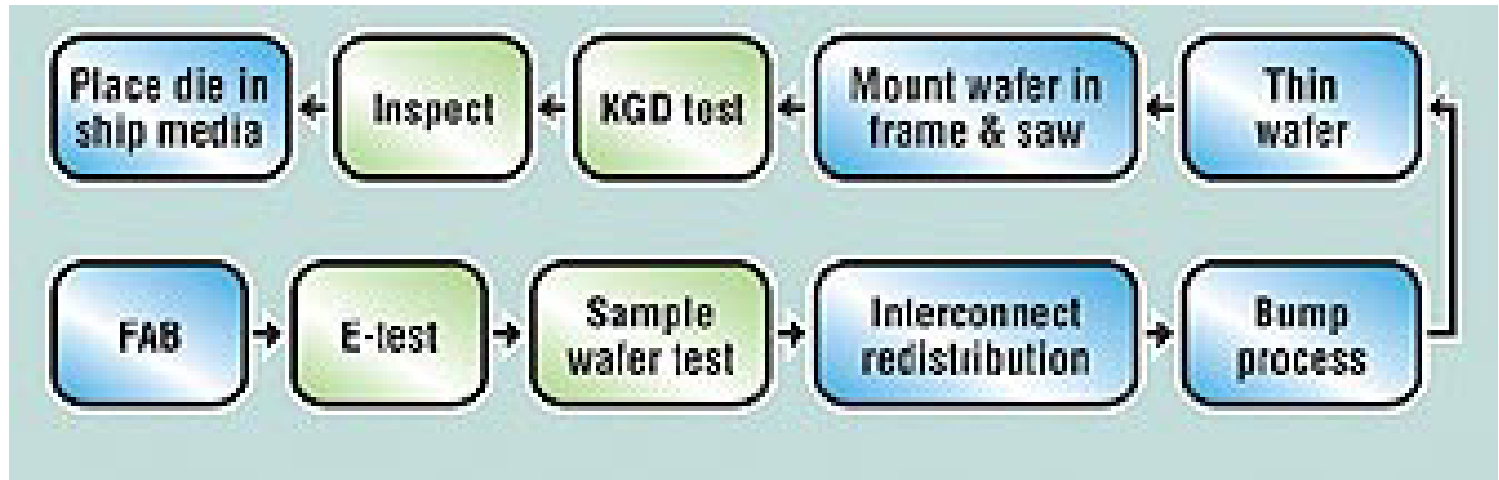 Place die in
ship media
Inspect
KGD test
Mount wafer in
frame & saw
Thin
wafer
FAB
E-test
Sample
wafer test
Interconnect
redistribution
Bump
process